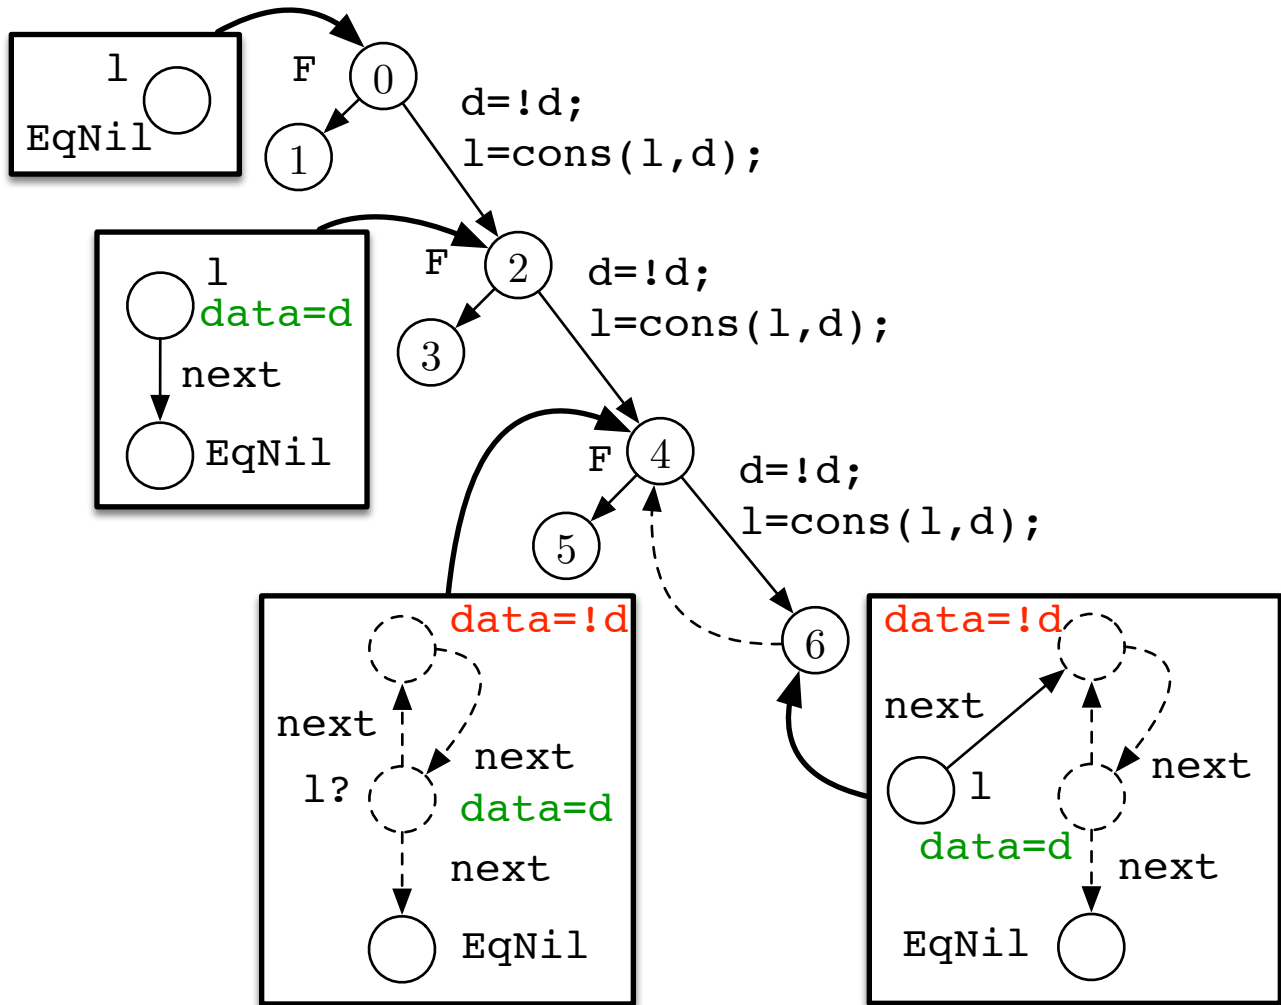 l
EqNil
F
0
1
d=!d;
l=cons(l,d);
l
data=d
next
EqNil
F
2
3
d=!d;
l=cons(l,d);
F
4
5
d=!d;
l=cons(l,d);
6
data=!d
next
next
l?
data=d
next
EqNil
data=!d
next
next
l
data=d
next
EqNil